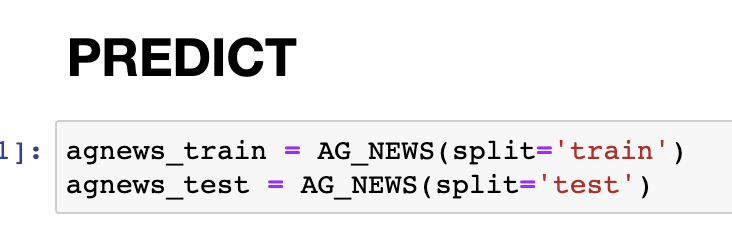 PREDICT
1]:
agnews_train = AG_NEWS(split='train')
agnews_test = AG_NEWS(split='test')